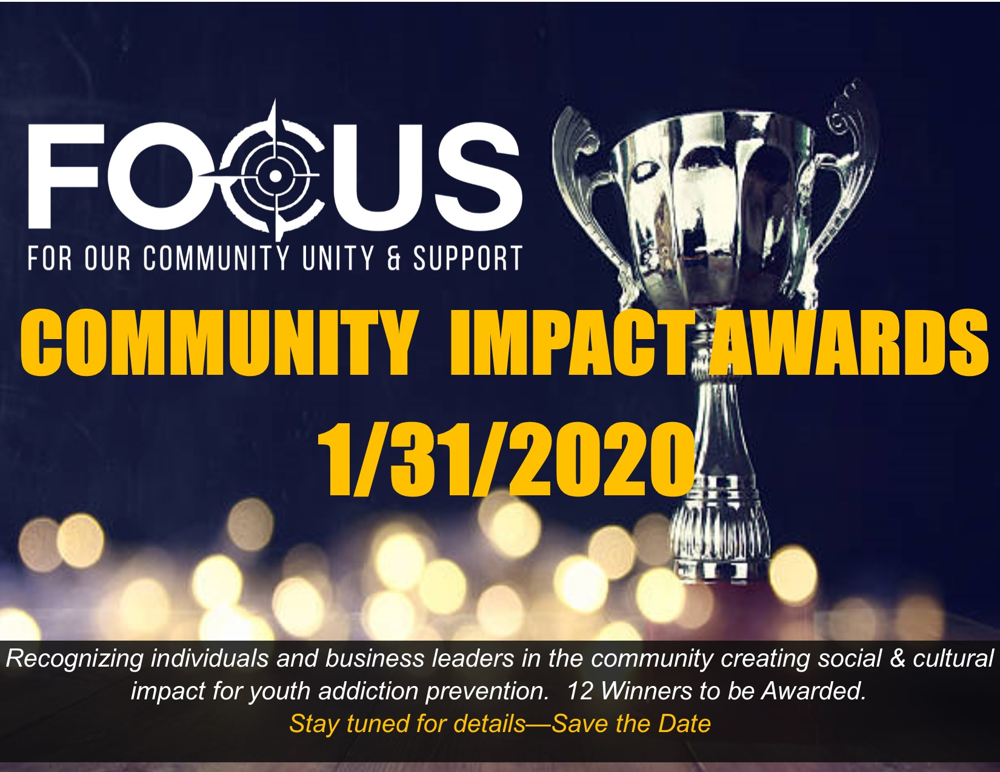 FOCUS
FOR OUR COMMUNITY UNITY & SUPPORT
COMMUNITY IMPACT AWARDS
1/31/2020
Recognizing individuals and business leaders in the community creating social & cultural
impact for youth addiction prevention. 12 Winners to be Awarded.
Stay tuned for details—Save the Date